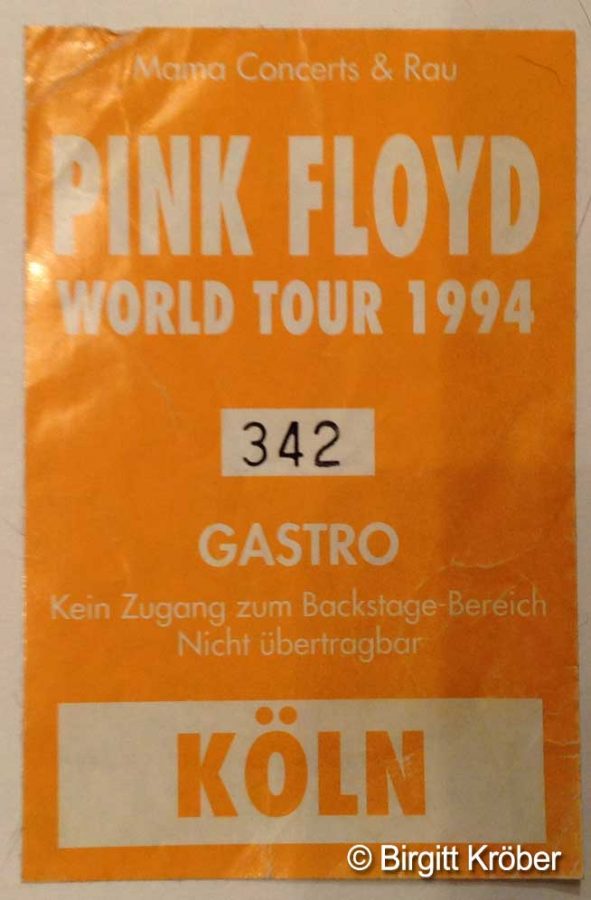 Mama Concerts & Rau
PINK FLOYD
WORLD TOUR 1994
342
GASTRO
Kein Zugang zum Backstage-Bereich
Nicht übertragbar
KÖLN
© Birgitt Kröber